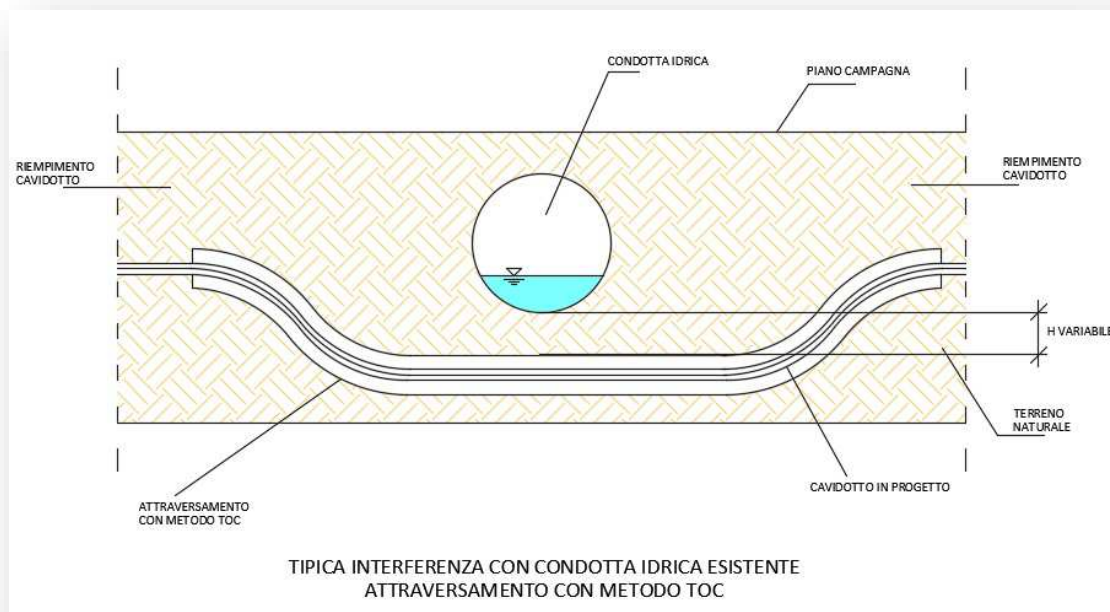 CONDOTTA IDRICA
PIANO CAMPAGNA
RIEMPIMENTO
CAVIDOTTO
RIEMPIMENTO
CAVIDOTTO
H VARIABILE
TERRENO
NATURALE
CAVIDOTTO IN PROGETTO
ATTRAVERSAMENTO
CON METODO TOC
TIPICA INTERFERENZA CON CONDOTTA IDRICA ESISTENTE
ATTRAVERSAMENTO CON METODO TOC